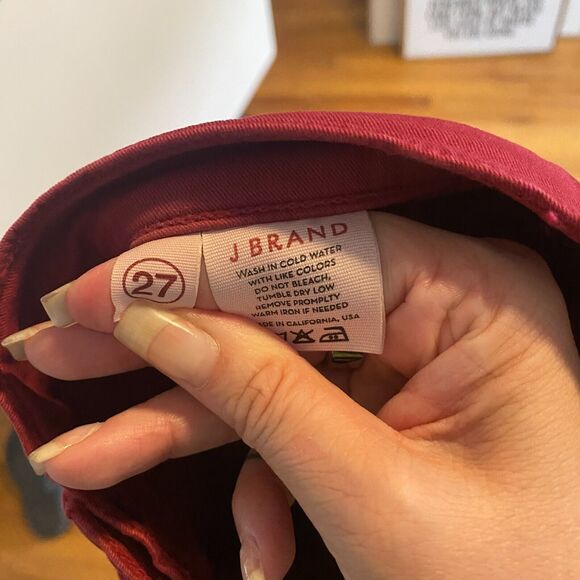 27
J BRAND
WASH IN COLD WATER
WITH LIKE COLORS
DO NOT BLEACH,
TUMBLE DRY LOW
REMOVE PROMPTLY
WARM IRON IF NEEDED
MADE IN CALIFORNIA, USA